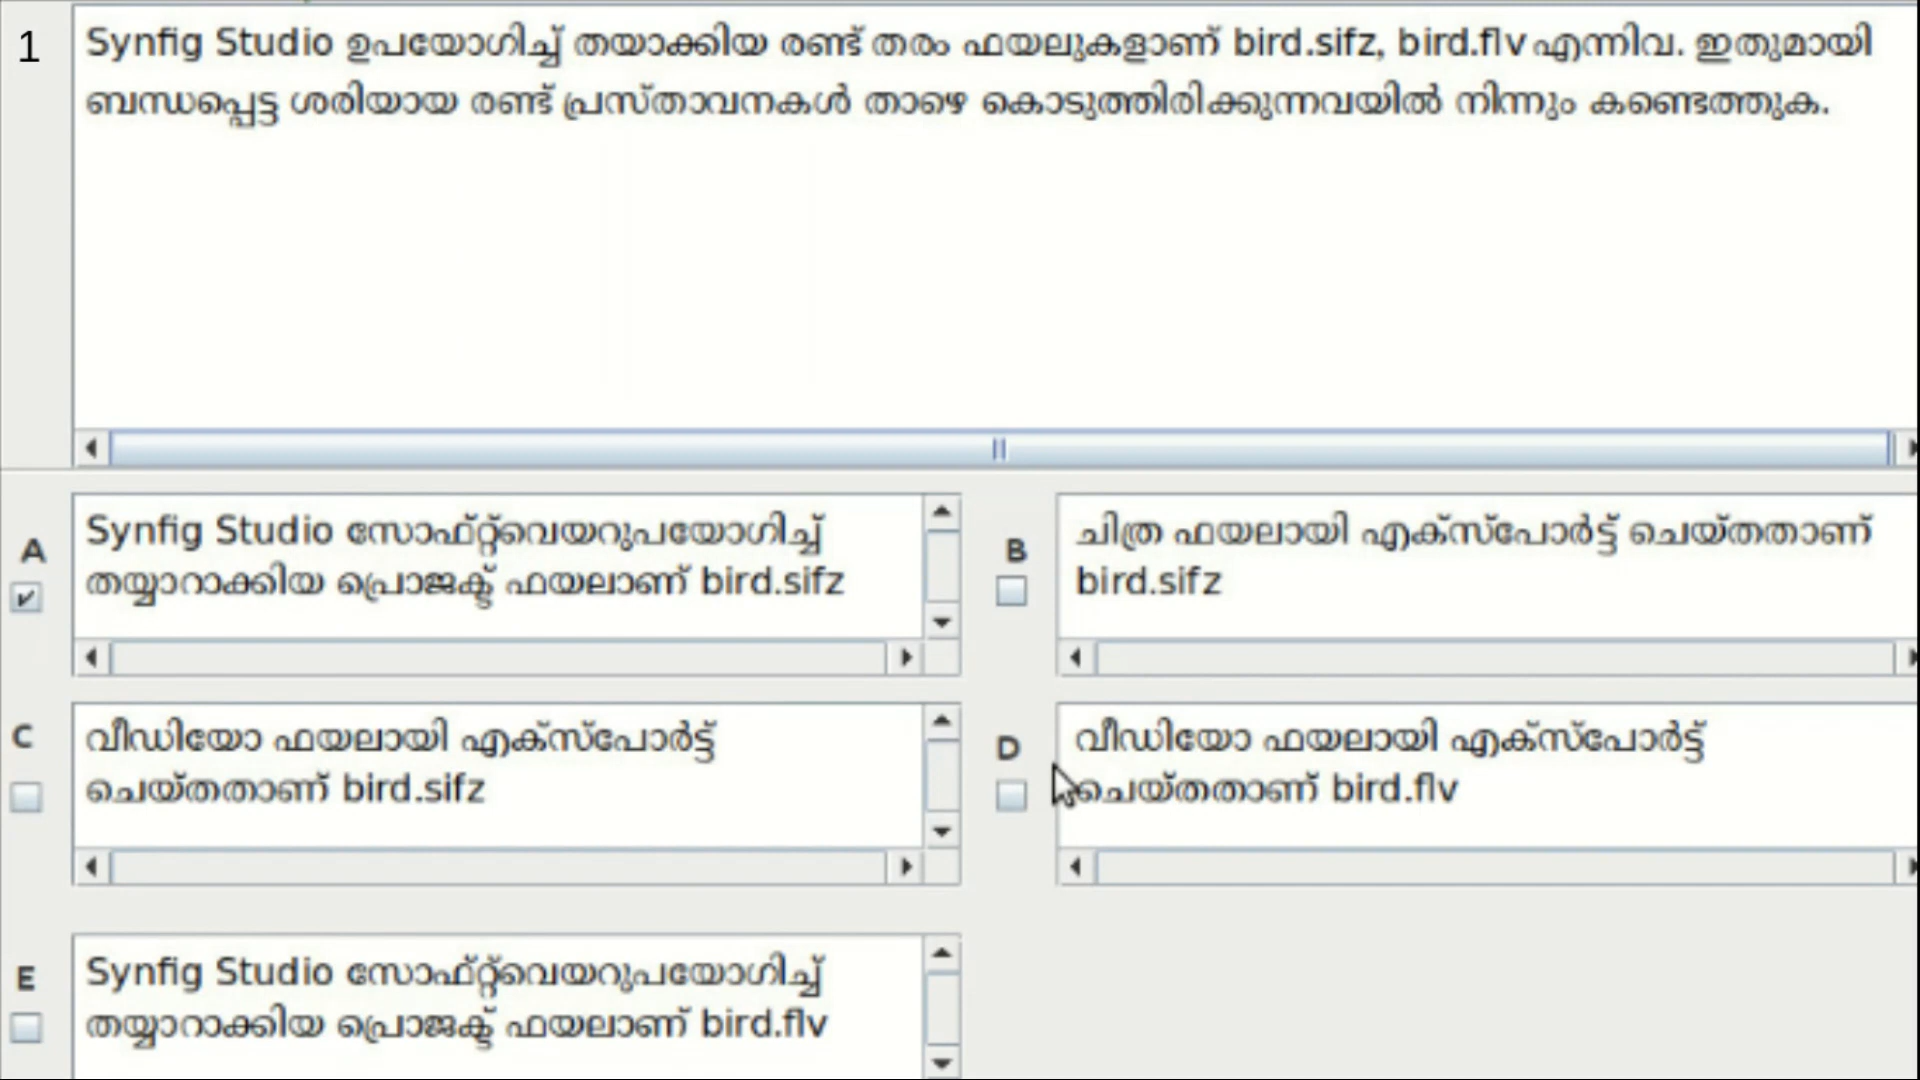 1
Synfig Studio ഉപയോഗിച്ച് തയാക്കിയ രണ്ട് തരം ഫയലുകളാണ് bird.sifz, bird.flv എന്നിവ. ഇതുമായി
ബന്ധപ്പെട്ട ശരിയായ രണ്ട് പ്രസ്താവനകൾ താഴെ കൊടുത്തിരിക്കുന്നവയിൽ നിന്നും കണ്ടെത്തുക.
A
Synfig Studio സോഫ്റ്റ്‌വെയറുപയോഗിച്ച്
തയ്യാറാക്കിയ പ്രൊജക്ട് ഫയലാണ് bird.sifz
B
ചിത്ര ഫയലായി എക്സ്പോർട്ട് ചെയ്തതാണ്
bird.sifz
C
വീഡിയോ ഫയലായി എക്സ്പോർട്ട്
ചെയ്തതാണ് bird.sifz
D
വീഡിയോ ഫയലായി എക്സ്പോർട്ട്
ചെയ്തതാണ് bird.flv
E
Synfig Studio സോഫ്റ്റ്‌വെയറുപയോഗിച്ച്
തയ്യാറാക്കിയ പ്രൊജക്ട് ഫയലാണ് bird.flv